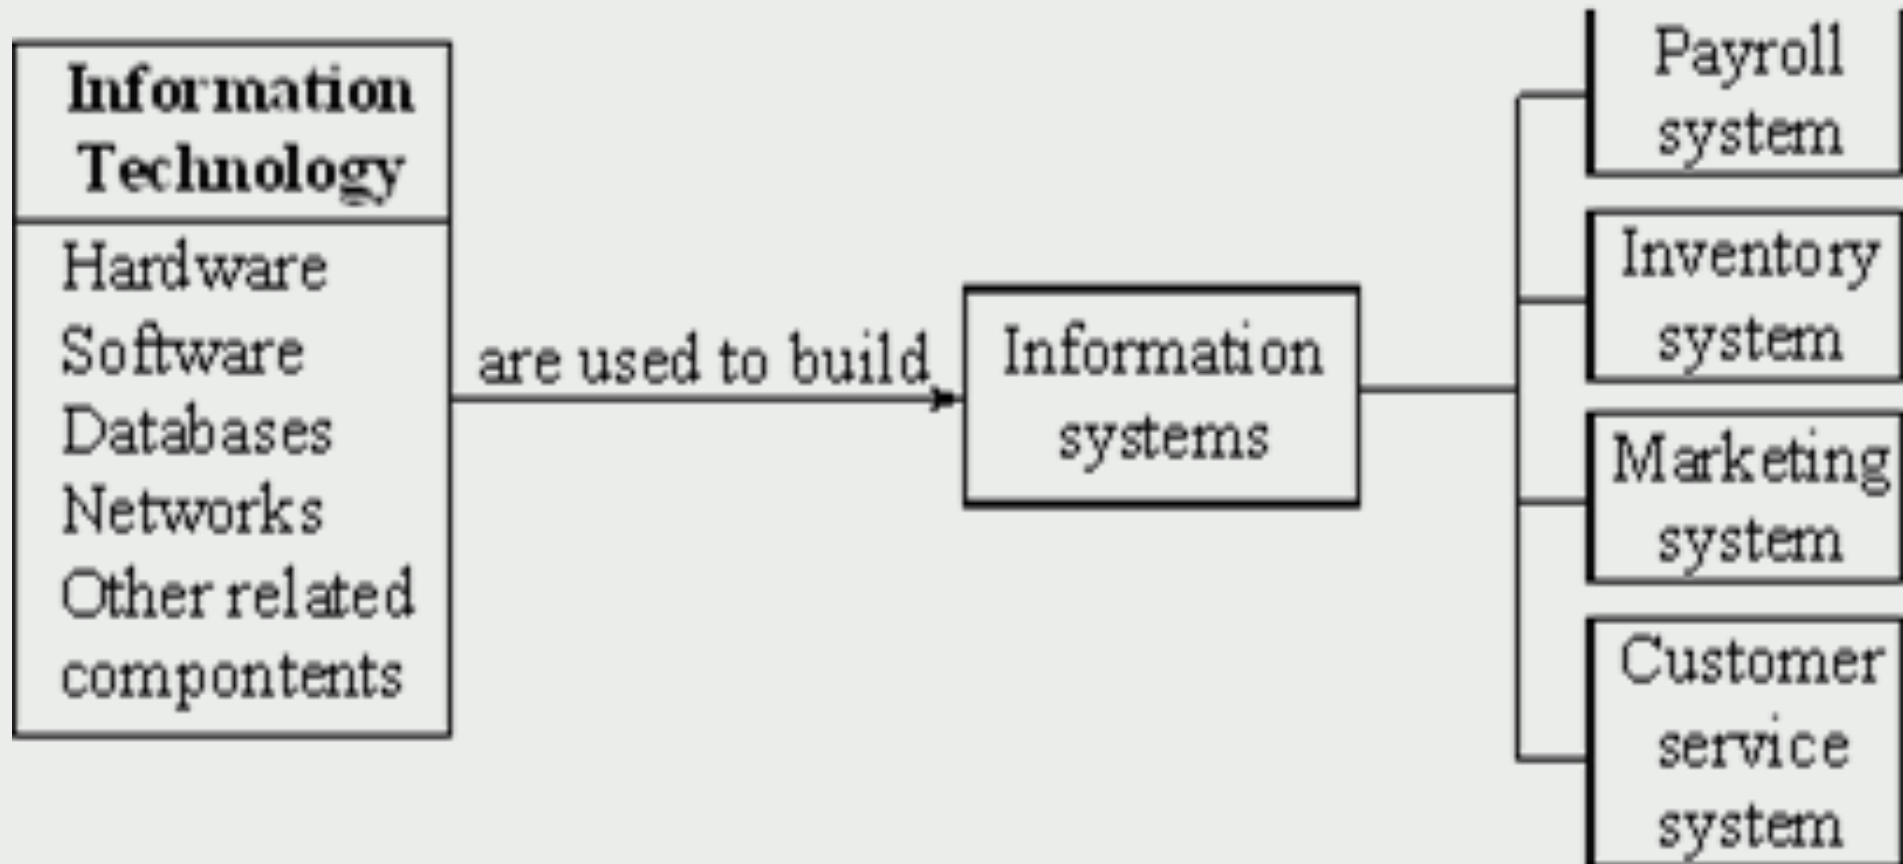 Information
Technology
Hardware
Software
Databases
Networks
Other related
compontents
are used to build
Information
systems
Payroll
system
Inventory
system
Marketing
system
Customer
service
system